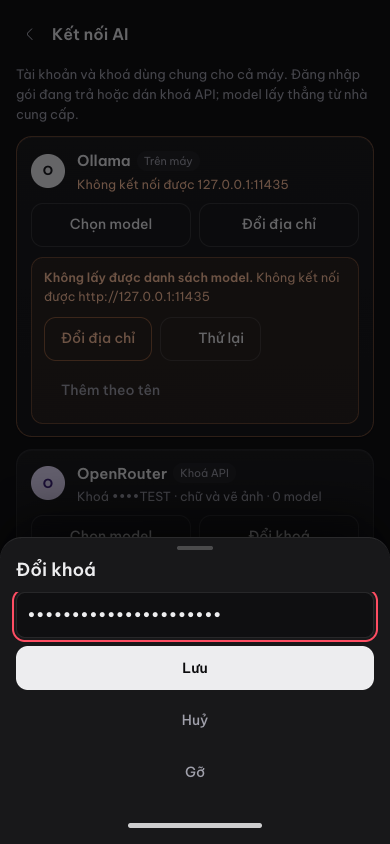 Kết nối AI
Tài khoản và khoá dùng chung cho cả máy. Đăng nhập
gói đang trả hoặc dán khoá API; model lấy thẳng từ nhà
cung cấp.
O
Ollama
Trên máy
Không kết nối được 127.0.0.1:11435
Chọn model
Đổi địa chỉ
Không lấy được danh sách model. Không kết nối
được http://127.0.0.1:11435
Đổi địa chỉ
Thử lại
Thêm theo tên
O
OpenRouter
Khoá API
Khoá ••••TEST · chữ và vẽ ảnh · 0 model
Chọn model
Đổi khoá
Đổi khoá
••••••••••••••••••••••
Lưu
Huỷ
Gỡ